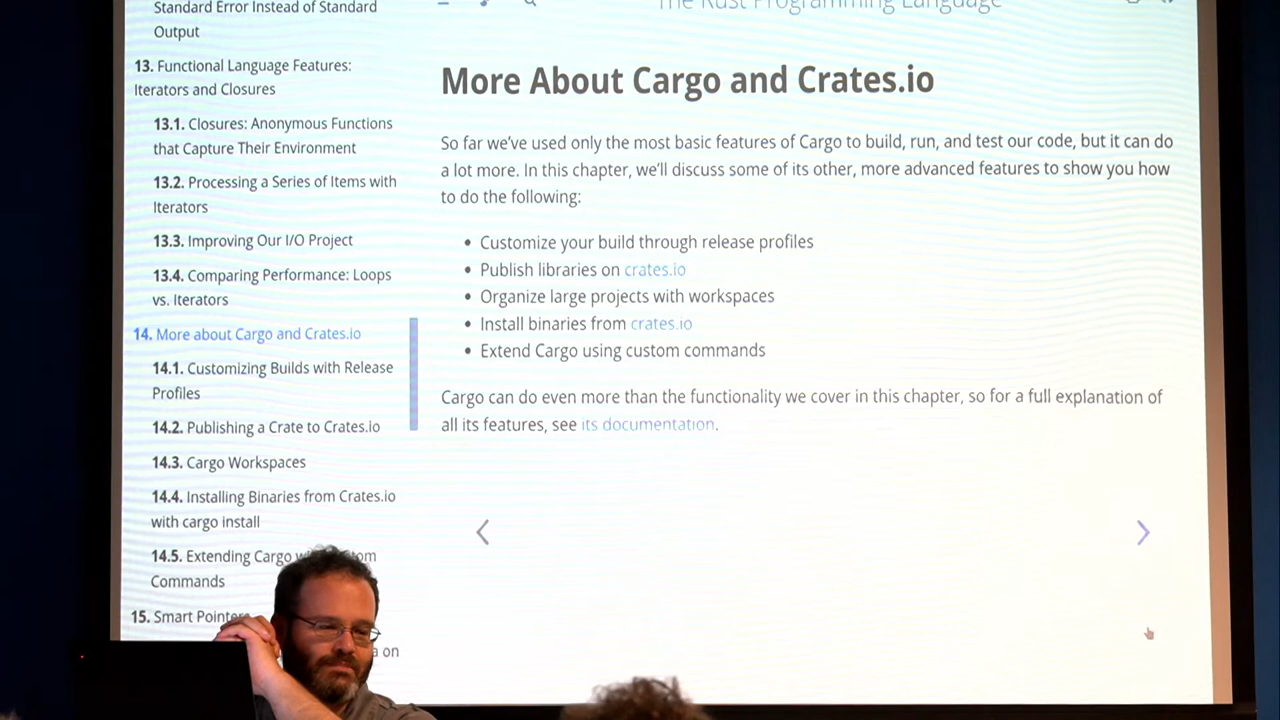 Standard Error Instead of Standard
Output
13. Functional Language Features:
Iterators and Closures
13.1. Closures: Anonymous Functions
that Capture Their Environment
13.2. Processing a Series of Items with
Iterators
13.3. Improving Our I/O Project
13.4. Comparing Performance: Loops
vs. Iterators
14. More about Cargo and Crates.io
14.1. Customizing Builds with Release
Profiles
14.2. Publishing a Crate to Crates.io
14.3. Cargo Workspaces
14.4. Installing Binaries from Crates.io
with cargo install
14.5. Extending Cargo
Commands
15. Smart Pointers
on
The Rust Programming Language
More About Cargo and Crates.io
So far we've used only the most basic features of Cargo to build, run, and test our code, but it can do
a lot more. In this chapter, we'll discuss some of its other, more advanced features to show you how
to do the following:
• Customize your build through release profiles
• Publish libraries on crates.io
• Organize large projects with workspaces
• Install binaries from crates.io
• Extend Cargo using custom commands
Cargo can do even more than the functionality we cover in this chapter, so for a full explanation of
all its features, see its documentation.